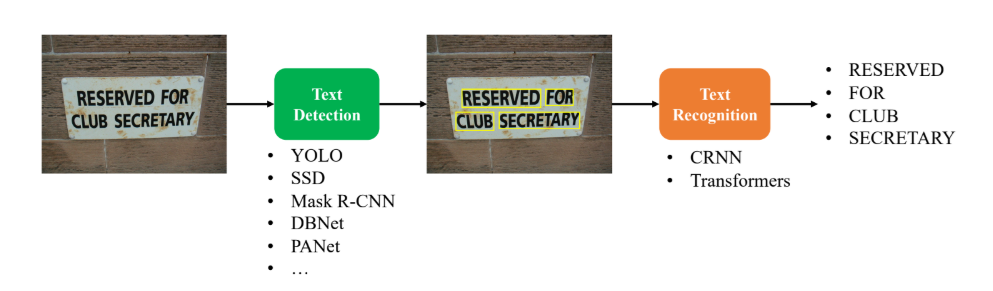 RESERVED FOR
CLUB SECRETARY
Text
Detection
• YOLO
• SSD
• Mask R-CNN
• DBNet
• PANet
• …
RESERVED FOR
CLUB SECRETARY
Text
Recognition
• CRNN
• Transformers
• RESERVED
• FOR
• CLUB
• SECRETARY